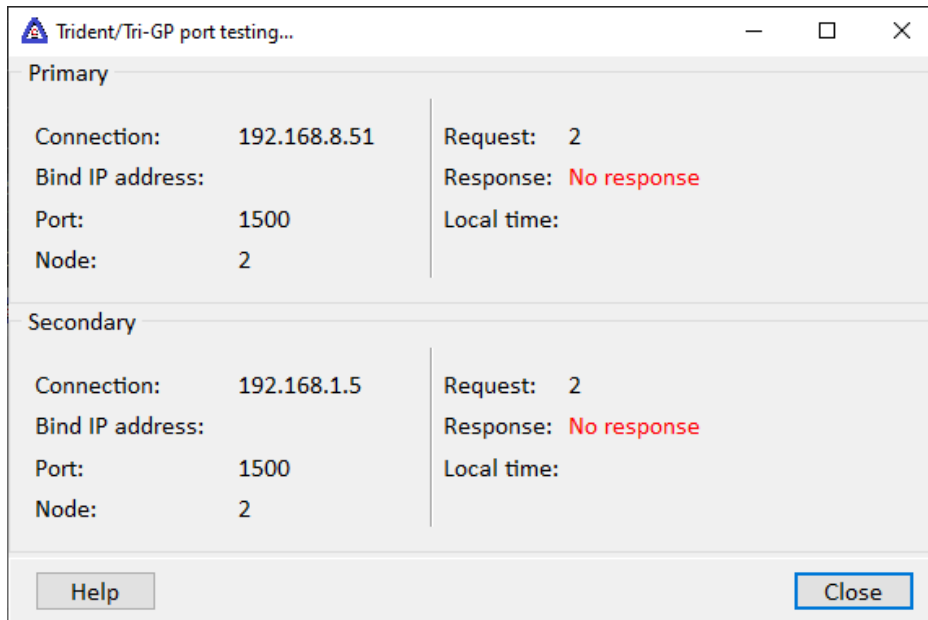 Trident/Tri-GP port testing...
Primary
Connection: 192.168.8.51
Bind IP address:
Port: 1500
Node: 2
Request: 2
Response: No response
Local time:
Secondary
Connection: 192.168.1.5
Bind IP address:
Port: 1500
Node: 2
Request: 2
Response: No response
Local time:
Help
Close